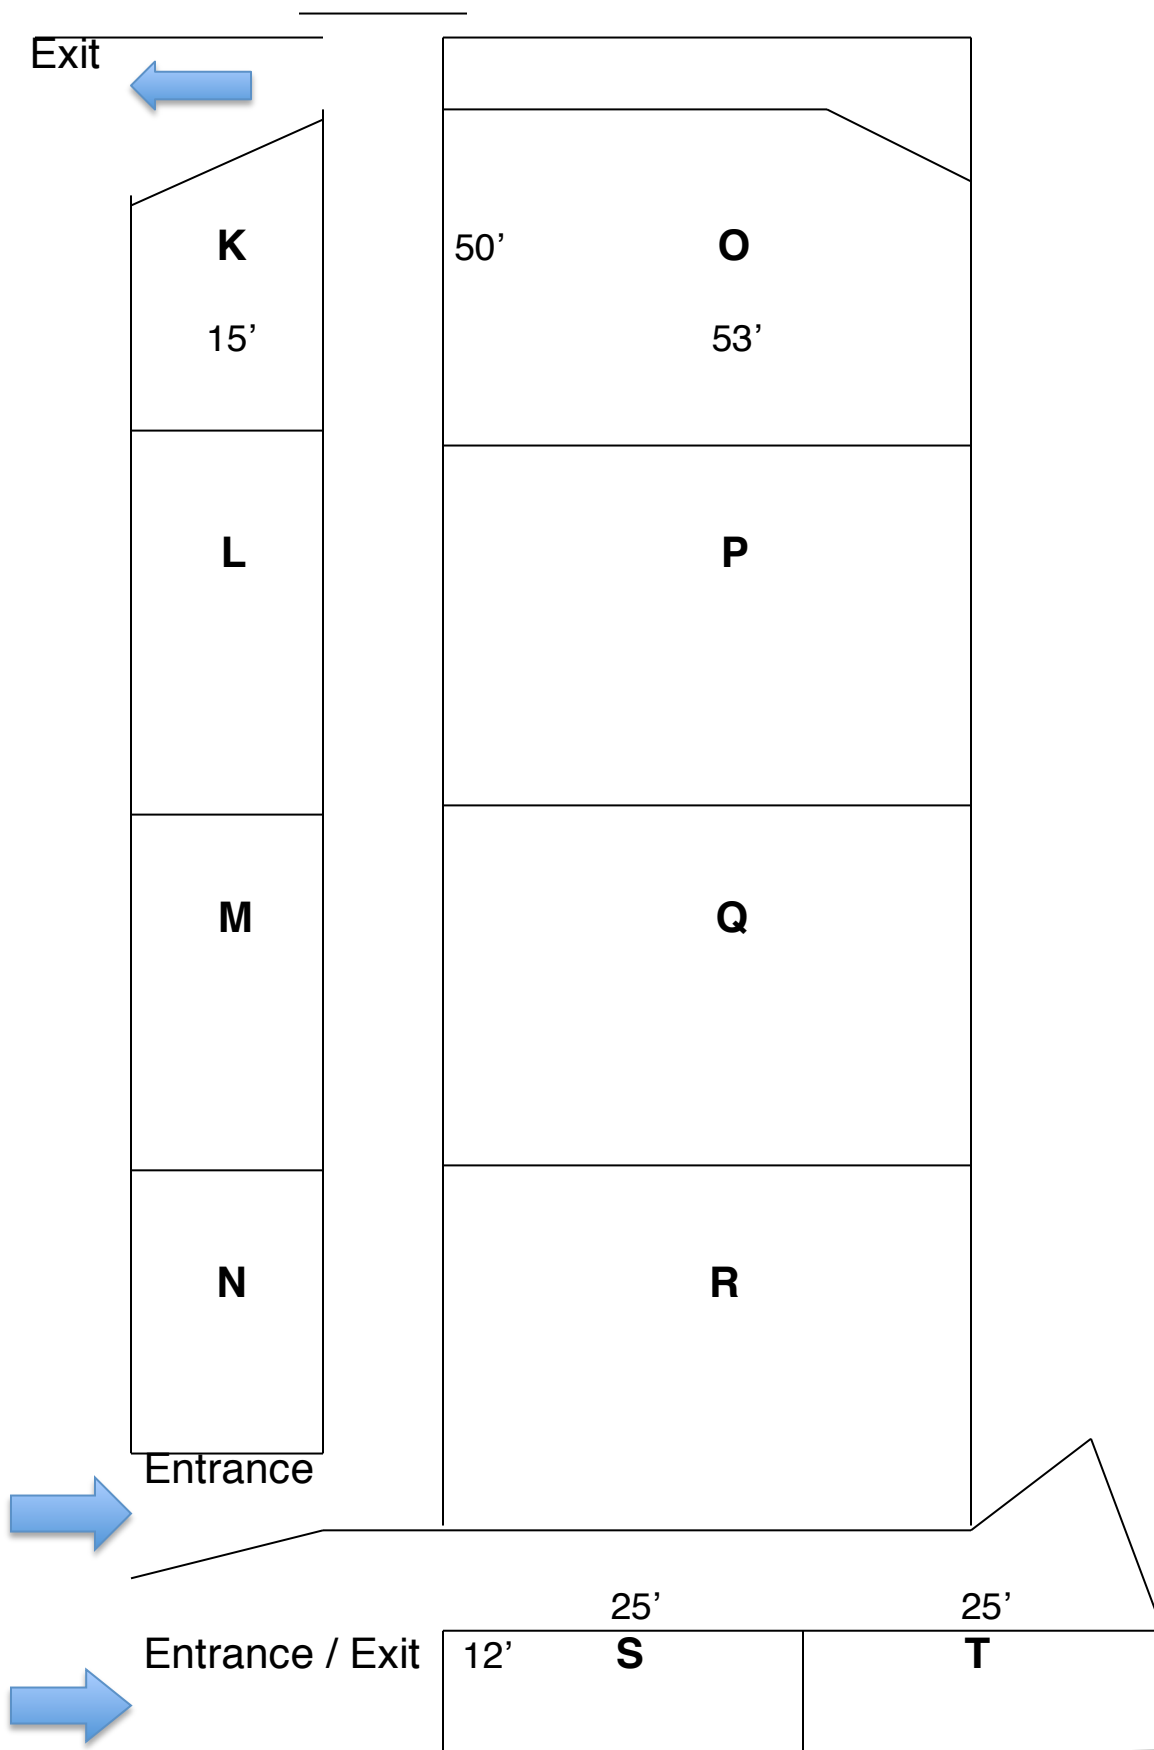 Exit
K
50’
O
15’
53’
L
P
M
Q
N
R
Entrance
25’
25’
Entrance / Exit
12’
S
T